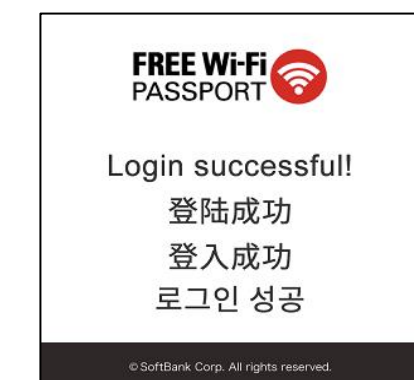 FREE Wi-Fi
PASSPORT
Login successful!
登陆成功
登入成功
로그인 성공
© SoftBank Corp. All rights reserved.